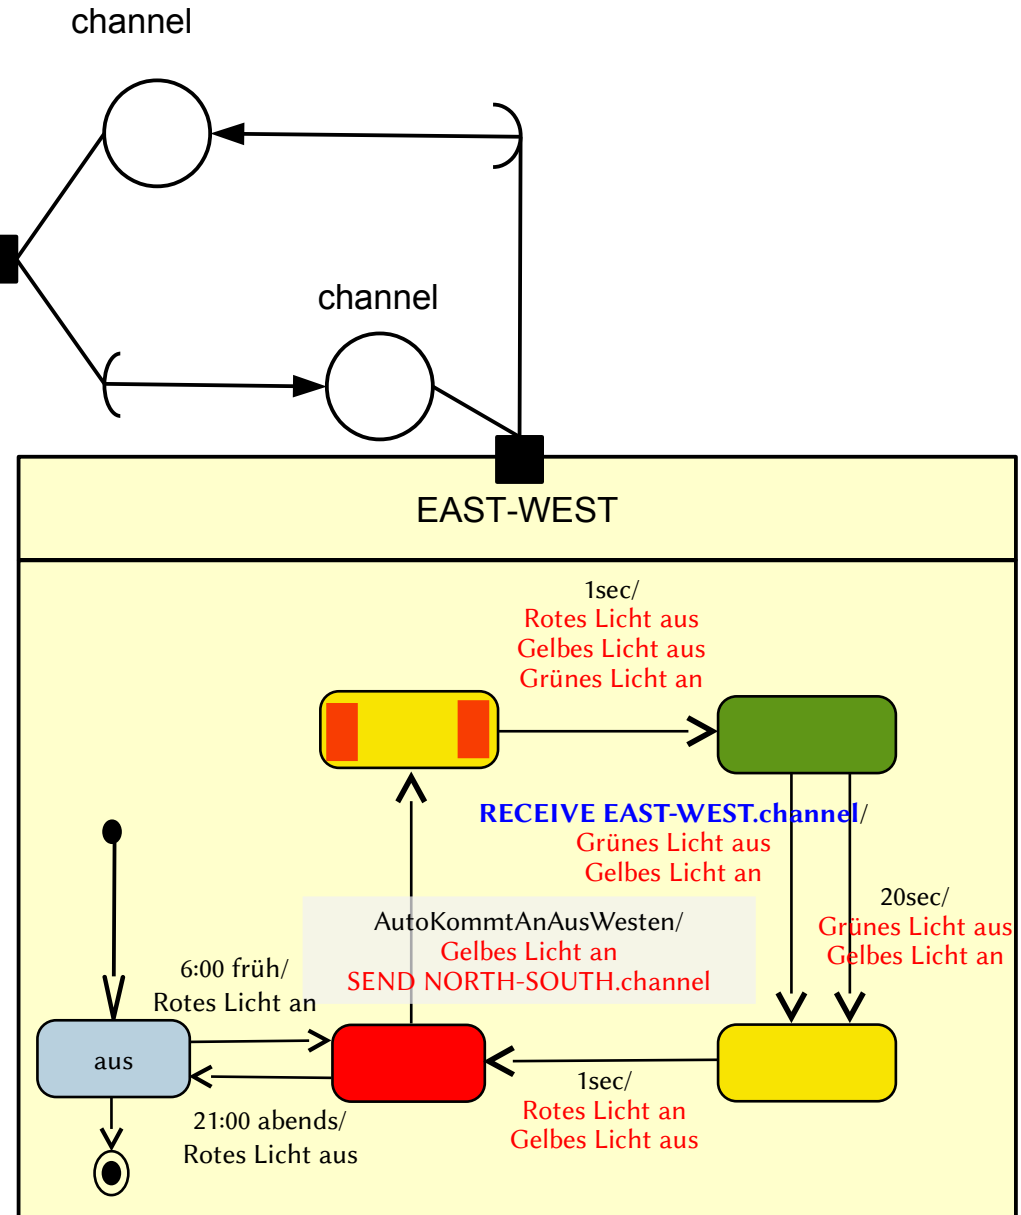 channel
channel
EAST-WEST
1sec/
Rotes Licht aus
Gelbes Licht aus
Grünes Licht an
RECEIVE EAST-WEST.channel/
Grünes Licht aus
Gelbes Licht an
20sec/
Grünes Licht aus
Gelbes Licht an
AutoKommtAnAusWesten/
Gelbes Licht an
SEND NORTH-SOUTH.channel
6:00 früh/
Rotes Licht an
aus
21:00 abends/
Rotes Licht aus
1sec/
Rotes Licht an
Gelbes Licht aus